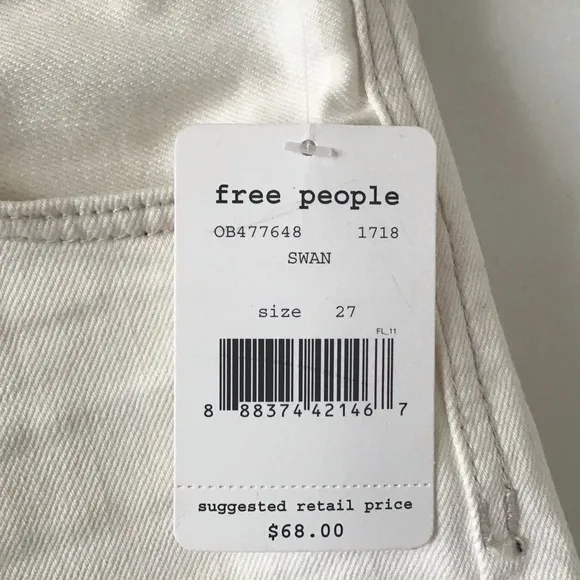 free people
OB477648 1718
SWAN
size 27
FL_11
8 88374 42146 7
suggested retail price
$68.00